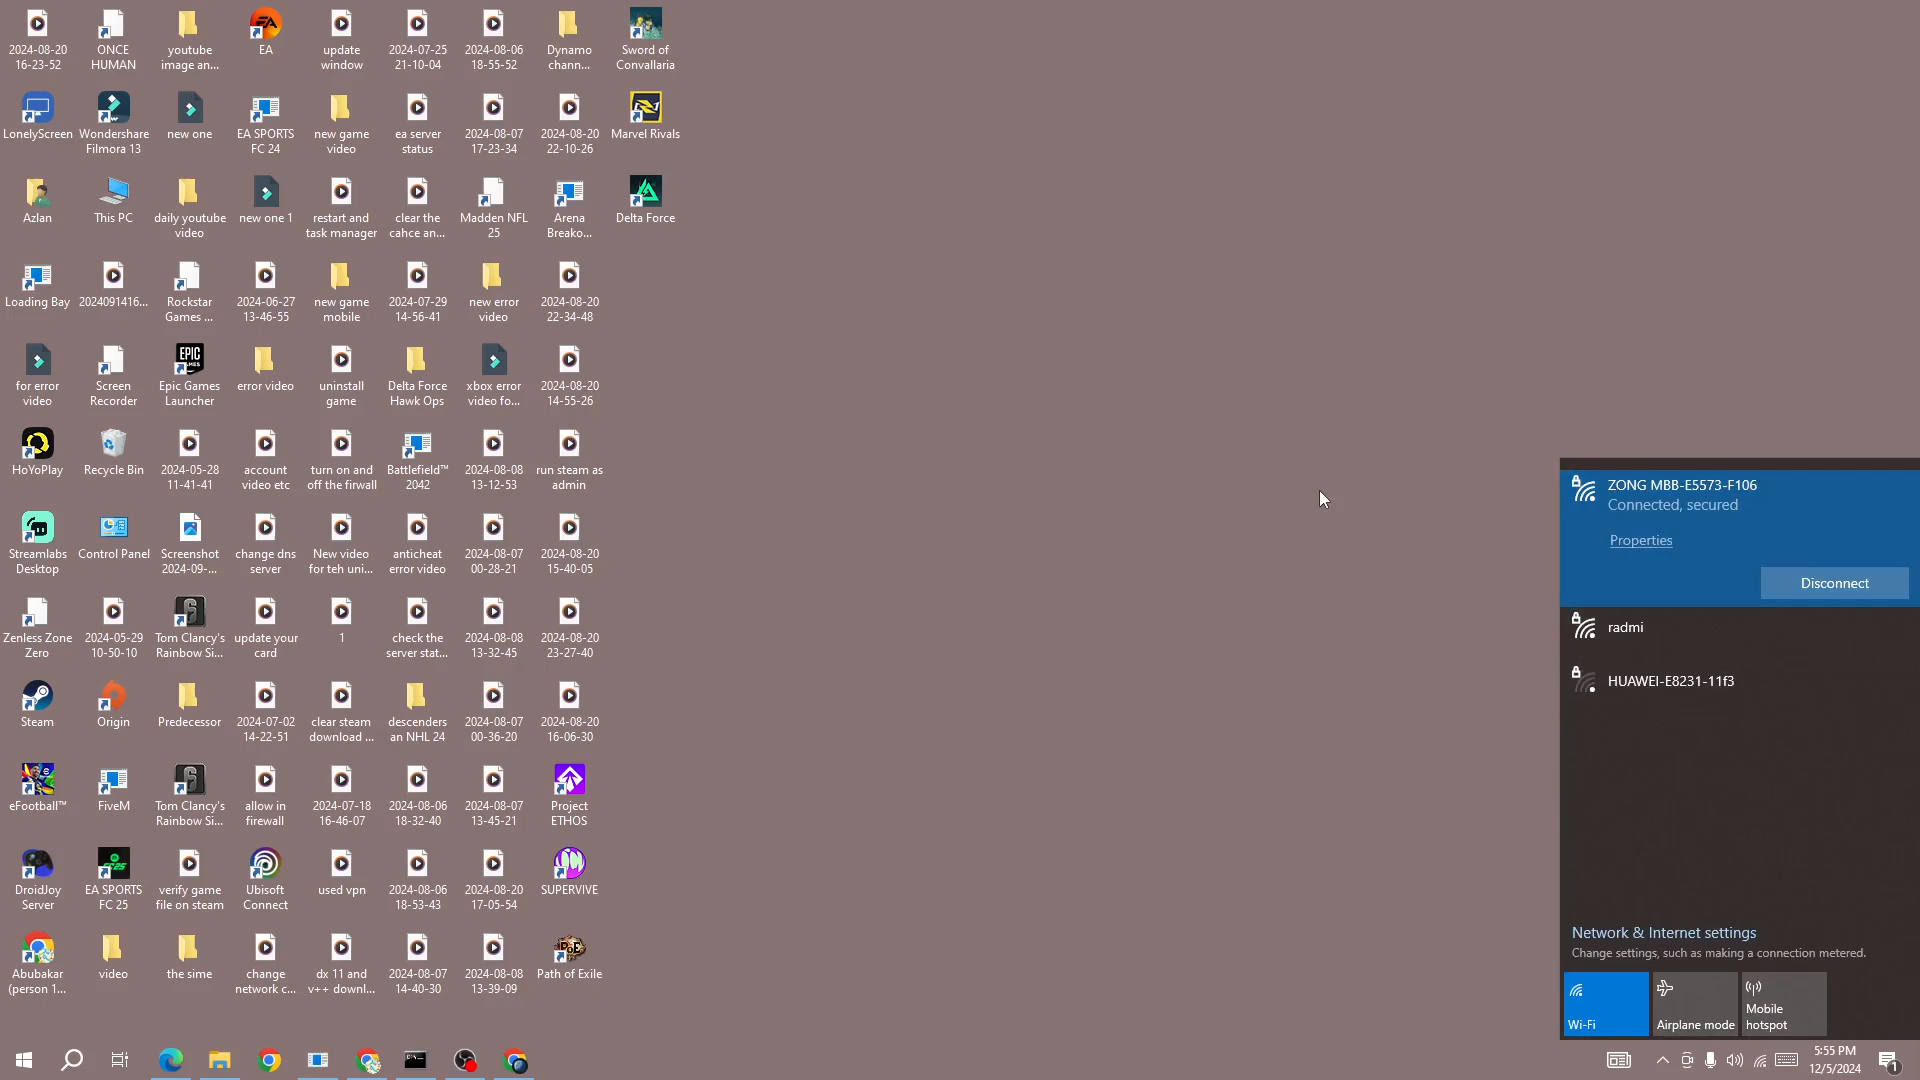 2024-08-20
16-23-52
ONCE
HUMAN
youtube
image an...
EA
update
window
2024-07-25
21-10-04
2024-08-06
18-55-52
Dynamo
chann...
Sword of
Convallaria
LonelyScreen
Wondershare
Filmora 13
new one
EA SPORTS
FC 24
new game
video
ea server
status
2024-08-07
17-23-34
2024-08-20
22-10-26
Marvel Rivals
Azlan
This PC
daily youtube
video
new one 1
restart and
task manager
clear the
cahce an...
Madden NFL
25
Arena
Breako...
Delta Force
Loading Bay
2024091416...
Rockstar
Games ...
2024-06-27
13-46-55
new game
mobile
2024-07-29
14-56-41
new error
video
2024-08-20
22-34-48
for error
video
Screen
Recorder
EPIC
GAMES
Epic Games
Launcher
error video
uninstall
game
Delta Force
Hawk Ops
xbox error
video fo...
2024-08-20
14-55-26
HoYoPlay
Recycle Bin
2024-05-28
11-41-41
account
video etc
turn on and
off the firwall
Battlefield™
2042
2024-08-08
13-12-53
run steam as
admin
Streamlabs
Desktop
Control Panel
Screenshot
2024-09-...
change dns
server
New video
for teh uni...
anticheat
error video
2024-08-07
00-28-21
2024-08-20
15-40-05
Zenless Zone
Zero
2024-05-29
10-50-10
Tom Clancy's
Rainbow Si...
update your
card
1
check the
server stat...
2024-08-08
13-32-45
2024-08-20
23-27-40
Steam
Origin
Predecessor
2024-07-02
14-22-51
clear steam
download ...
descenders
an NHL 24
2024-08-07
00-36-20
2024-08-20
16-06-30
eFootball™
FiveM
Tom Clancy's
Rainbow Si...
allow in
firewall
2024-07-18
16-46-07
2024-08-06
18-32-40
2024-08-07
13-45-21
Project
ETHOS
DroidJoy
Server
EA SPORTS
FC 25
verify game
file on steam
Ubisoft
Connect
used vpn
2024-08-06
18-53-43
2024-08-20
17-05-54
SUPERVIVE
Abubakar
(person 1...
video
the sime
change
network c...
dx 11 and
v++ downl...
2024-08-07
14-40-30
2024-08-08
13-39-09
Path of Exile
ZONG MBB-E5573-F106
Connected, secured
Properties
Disconnect
radmi
HUAWEI-E8231-11f3
Network & Internet settings
Change settings, such as making a connection metered.
Wi-Fi
Airplane mode
Mobile
hotspot
5:55 PM
12/5/2024
1